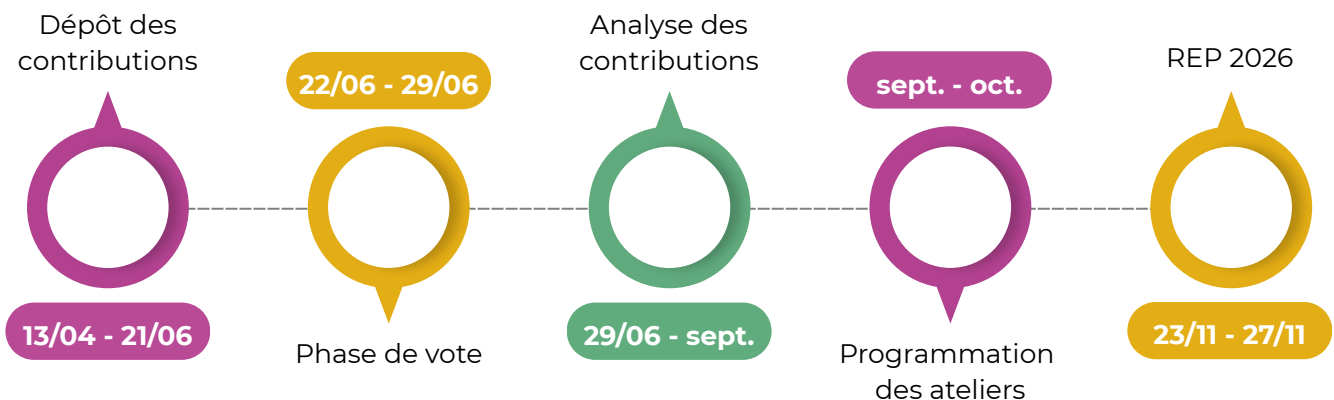 Dépôt des
contributions
13/04 - 21/06
22/06 - 29/06
Phase de vote
Analyse des
contributions
29/06 - sept.
sept. - oct.
Programmation
des ateliers
REP 2026
23/11 - 27/11